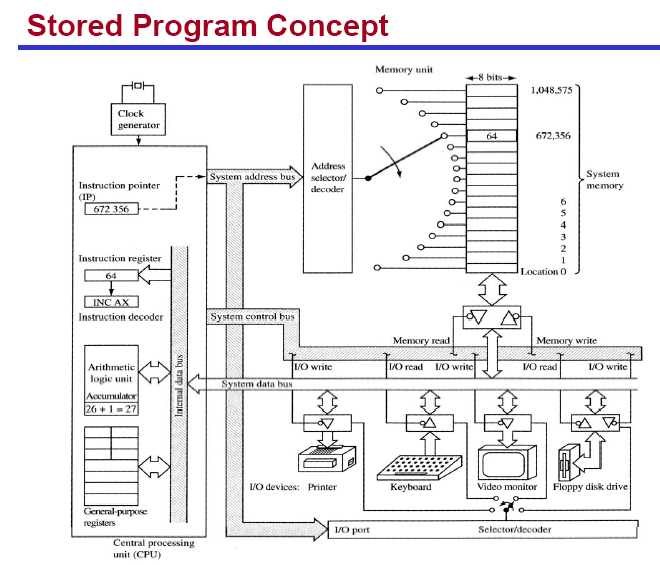 Stored Program Concept
Memory unit
8 bits
1,048,575
Clock
generator
64
672,356
Address
selector/
decoder
System
memory
System address bus
Instruction pointer
(IP)
672 356
6
5
4
3
2
1
Location 0
Instruction register
64
INC AX
Instruction decoder
System control bus
Memory read
Memory write
I/O write
I/O read
I/O write
I/O read
I/O write
Arithmetic
logic unit
Accumulator
26 + 1 = 27
Internal data bus
System data bus
I/O devices: Printer
Keyboard
Video monitor
Floppy disk drive
General-purpose
registers
I/O port
Selector/decoder
Central processing
unit (CPU)